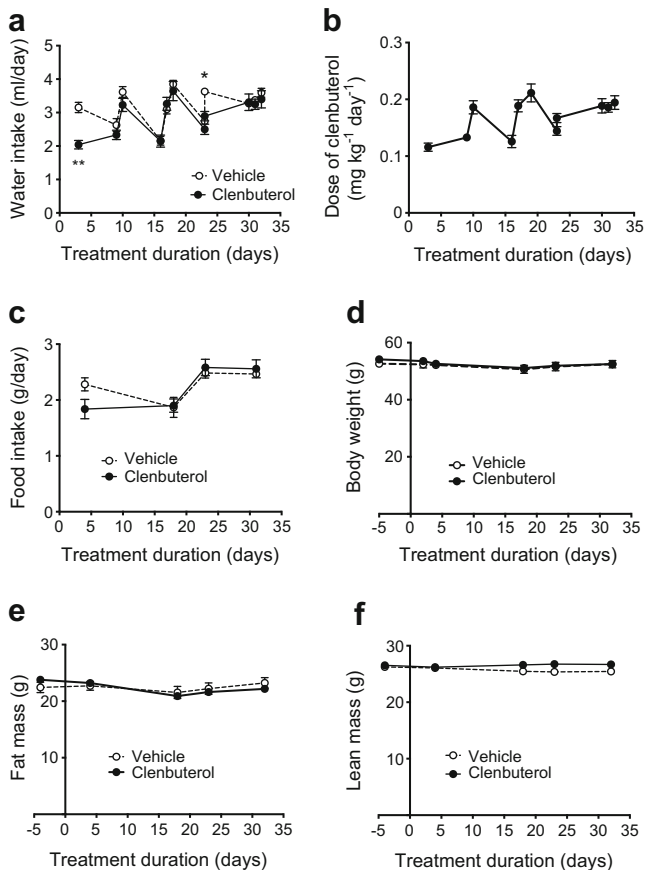 a
Water intake (ml/day)
5
4
3
2
1
0
**
*
Vehicle
Clenbuterol
0 5 10 15 20 25 30 35
Treatment duration (days)
b
Dose of clenbuterol
(mg kg⁻¹ day⁻¹)
0.3
0.2
0.1
0
0 5 10 15 20 25 30 35
Treatment duration (days)
c
Food intake (g/day)
3
2
1
0
Vehicle
Clenbuterol
0 5 10 15 20 25 30 35
Treatment duration (days)
d
Body weight (g)
60
40
20
Vehicle
Clenbuterol
-5 0 5 10 15 20 25 30 35
Treatment duration (days)
e
Fat mass (g)
30
20
10
Vehicle
Clenbuterol
-5 0 5 10 15 20 25 30 35
Treatment duration (days)
f
Lean mass (g)
30
20
10
Vehicle
Clenbuterol
-5 0 5 10 15 20 25 30 35
Treatment duration (days)